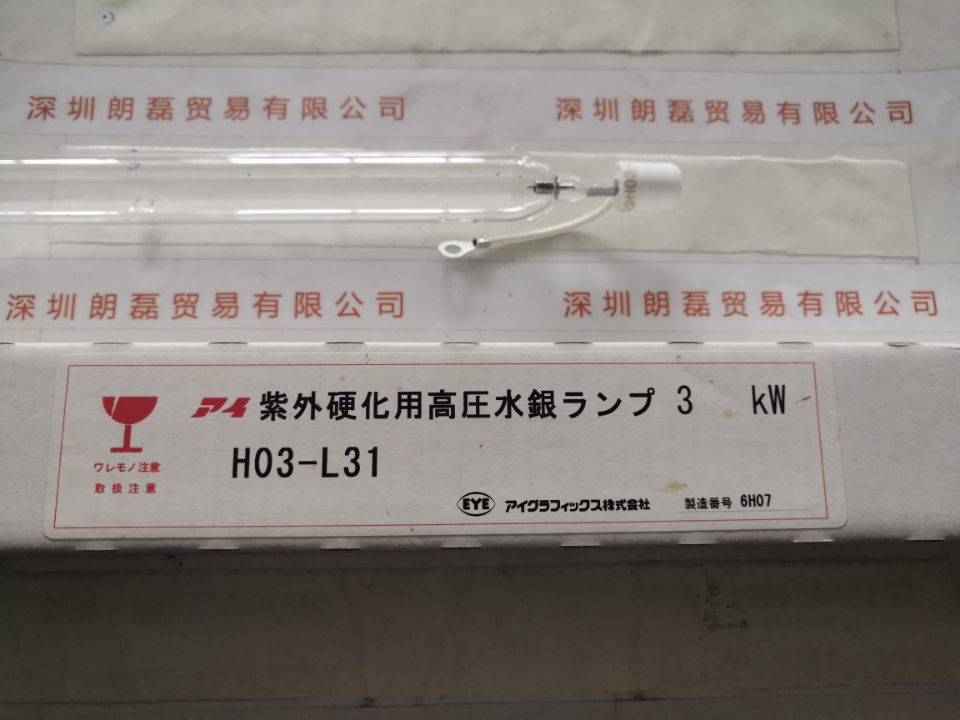 深圳朗磊贸易有限公司 深圳朗磊贸易有限公司
深圳朗磊贸易有限公司 深圳朗磊贸易有限公司
アイ 紫外硬化用高圧水銀ランプ 3 kW
H03-L31
ワレモノ注意
取扱注意
EYE アイグラフィックス株式会社 製造番号 6H07